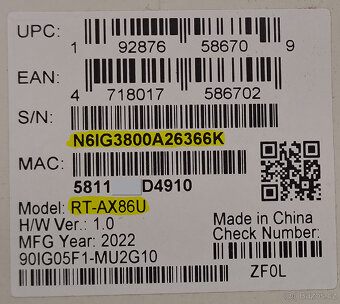 UPC:
1 92876 58670 9
EAN:
4 718017 586702
S/N:
N6IG3800A26366K
MAC:
5811 D4910
Model: RT-AX86U
H/W Ver.: 1.0
MFG Year: 2022
90IG05F1-MU2G10
Made in China
Check Number:
ZF0L